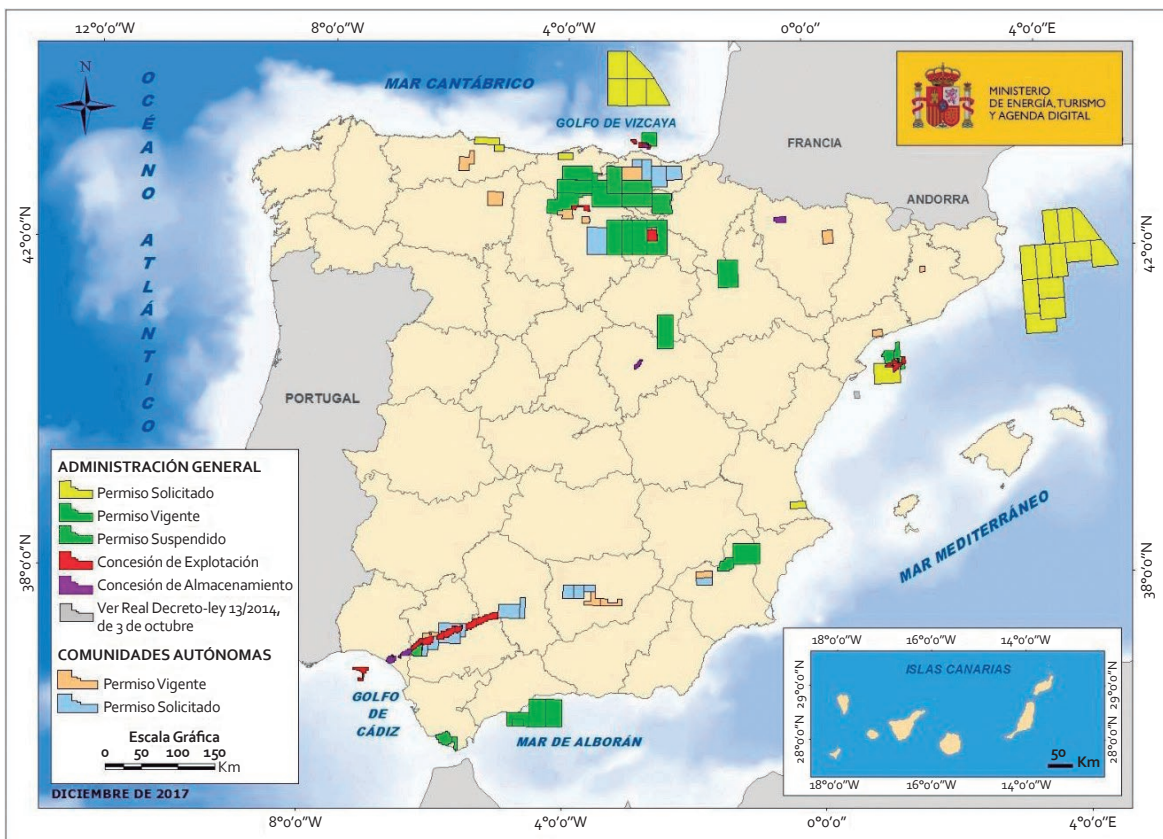 12°0'0"W
8°0'0"W
4°0'0"W
0°0'0"
4°0'0"E
N
OCÉANO ATLÁNTICO
MAR CANTÁBRICO
GOLFO DE VIZCAYA
MINISTERIO
DE ENERGÍA, TURISMO
Y AGENDA DIGITAL
FRANCIA
ANDORRA
42°0'0"N
42°0'0"N
PORTUGAL
MAR MEDITERRÁNEO
38°0'0"N
38°0'0"N
ADMINISTRACIÓN GENERAL
Permiso Solicitado
Permiso Vigente
Permiso Suspendido
Concesión de Explotación
Concesión de Almacenamiento
Ver Real Decreto-ley 13/2014,
de 3 de octubre
COMUNIDADES AUTÓNOMAS
Permiso Vigente
Permiso Solicitado
Escala Gráfica
0 50 100 150
Km
DICIEMBRE DE 2017
GOLFO
DE
CÁDIZ
MAR DE ALBORÁN
18°0'0"W
16°0'0"W
14°0'0"W
ISLAS CANARIAS
29°0'0"N
29°0'0"N
28°0'0"N
28°0'0"N
50 Km
18°0'0"W
16°0'0"W
14°0'0"W
8°0'0"W
4°0'0"W
0°0'0"
4°0'0"E